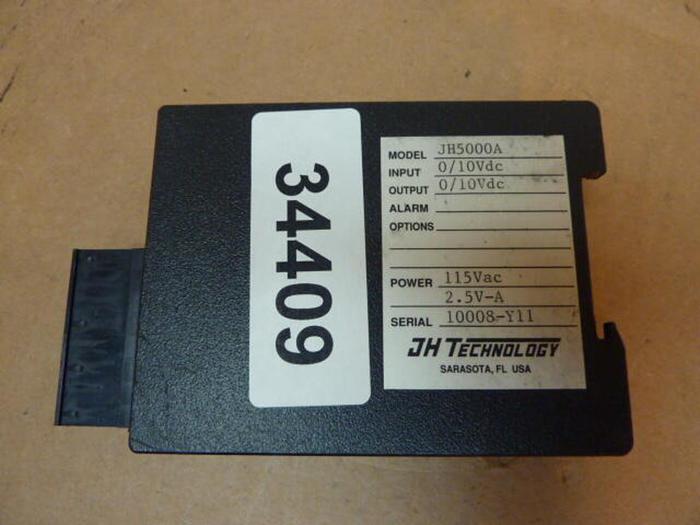 34409
MODEL JH5000A
INPUT 0/10Vdc
OUTPUT 0/10Vdc
ALARM
OPTIONS
POWER 115Vac
2.5V-A
SERIAL 10008-Y11
JH TECHNOLOGY
SARASOTA, FL USA